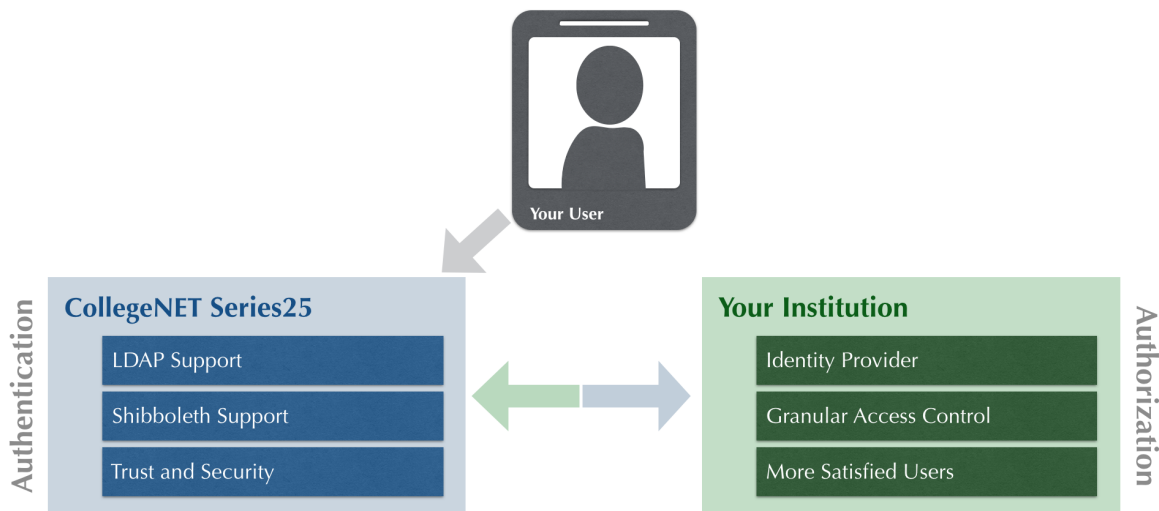 Your User
Authentication
CollegeNET Series25
LDAP Support
Shibboleth Support
Trust and Security
Your Institution
Identity Provider
Granular Access Control
More Satisfied Users
Authorization